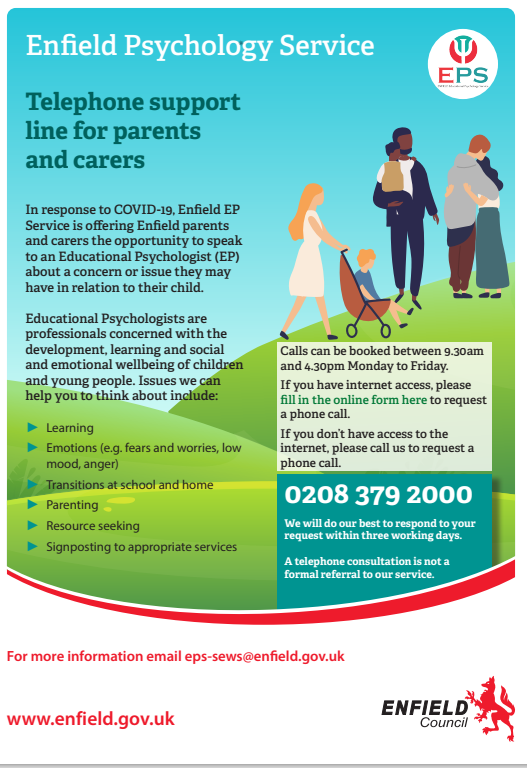 Enfield Psychology Service
EPS
Telephone support
line for parents
and carers
In response to COVID-19, Enfield EP
Service is offering Enfield parents
and carers the opportunity to speak
to an Educational Psychologist (EP)
about a concern or issue they may
have in relation to their child.
Educational Psychologists are
professionals concerned with the
development, learning and social
and emotional wellbeing of children
and young people. Issues we can
help you to think about include:
Learning
Emotions (e.g. fears and worries, low
mood, anger)
Transitions at school and home
Parenting
Resource seeking
Signposting to appropriate services
Calls can be booked between 9.30am
and 4.30pm Monday to Friday.
If you have internet access, please
fill in the online form here to request
a phone call.
If you don't have access to the
internet, please call us to request a
phone call.
0208 379 2000
We will do our best to respond to your
request within three working days.
A telephone consultation is not a
formal referral to our service.
For more information email eps-sews@enfield.gov.uk
www.enfield.gov.uk
ENFIELD
Council